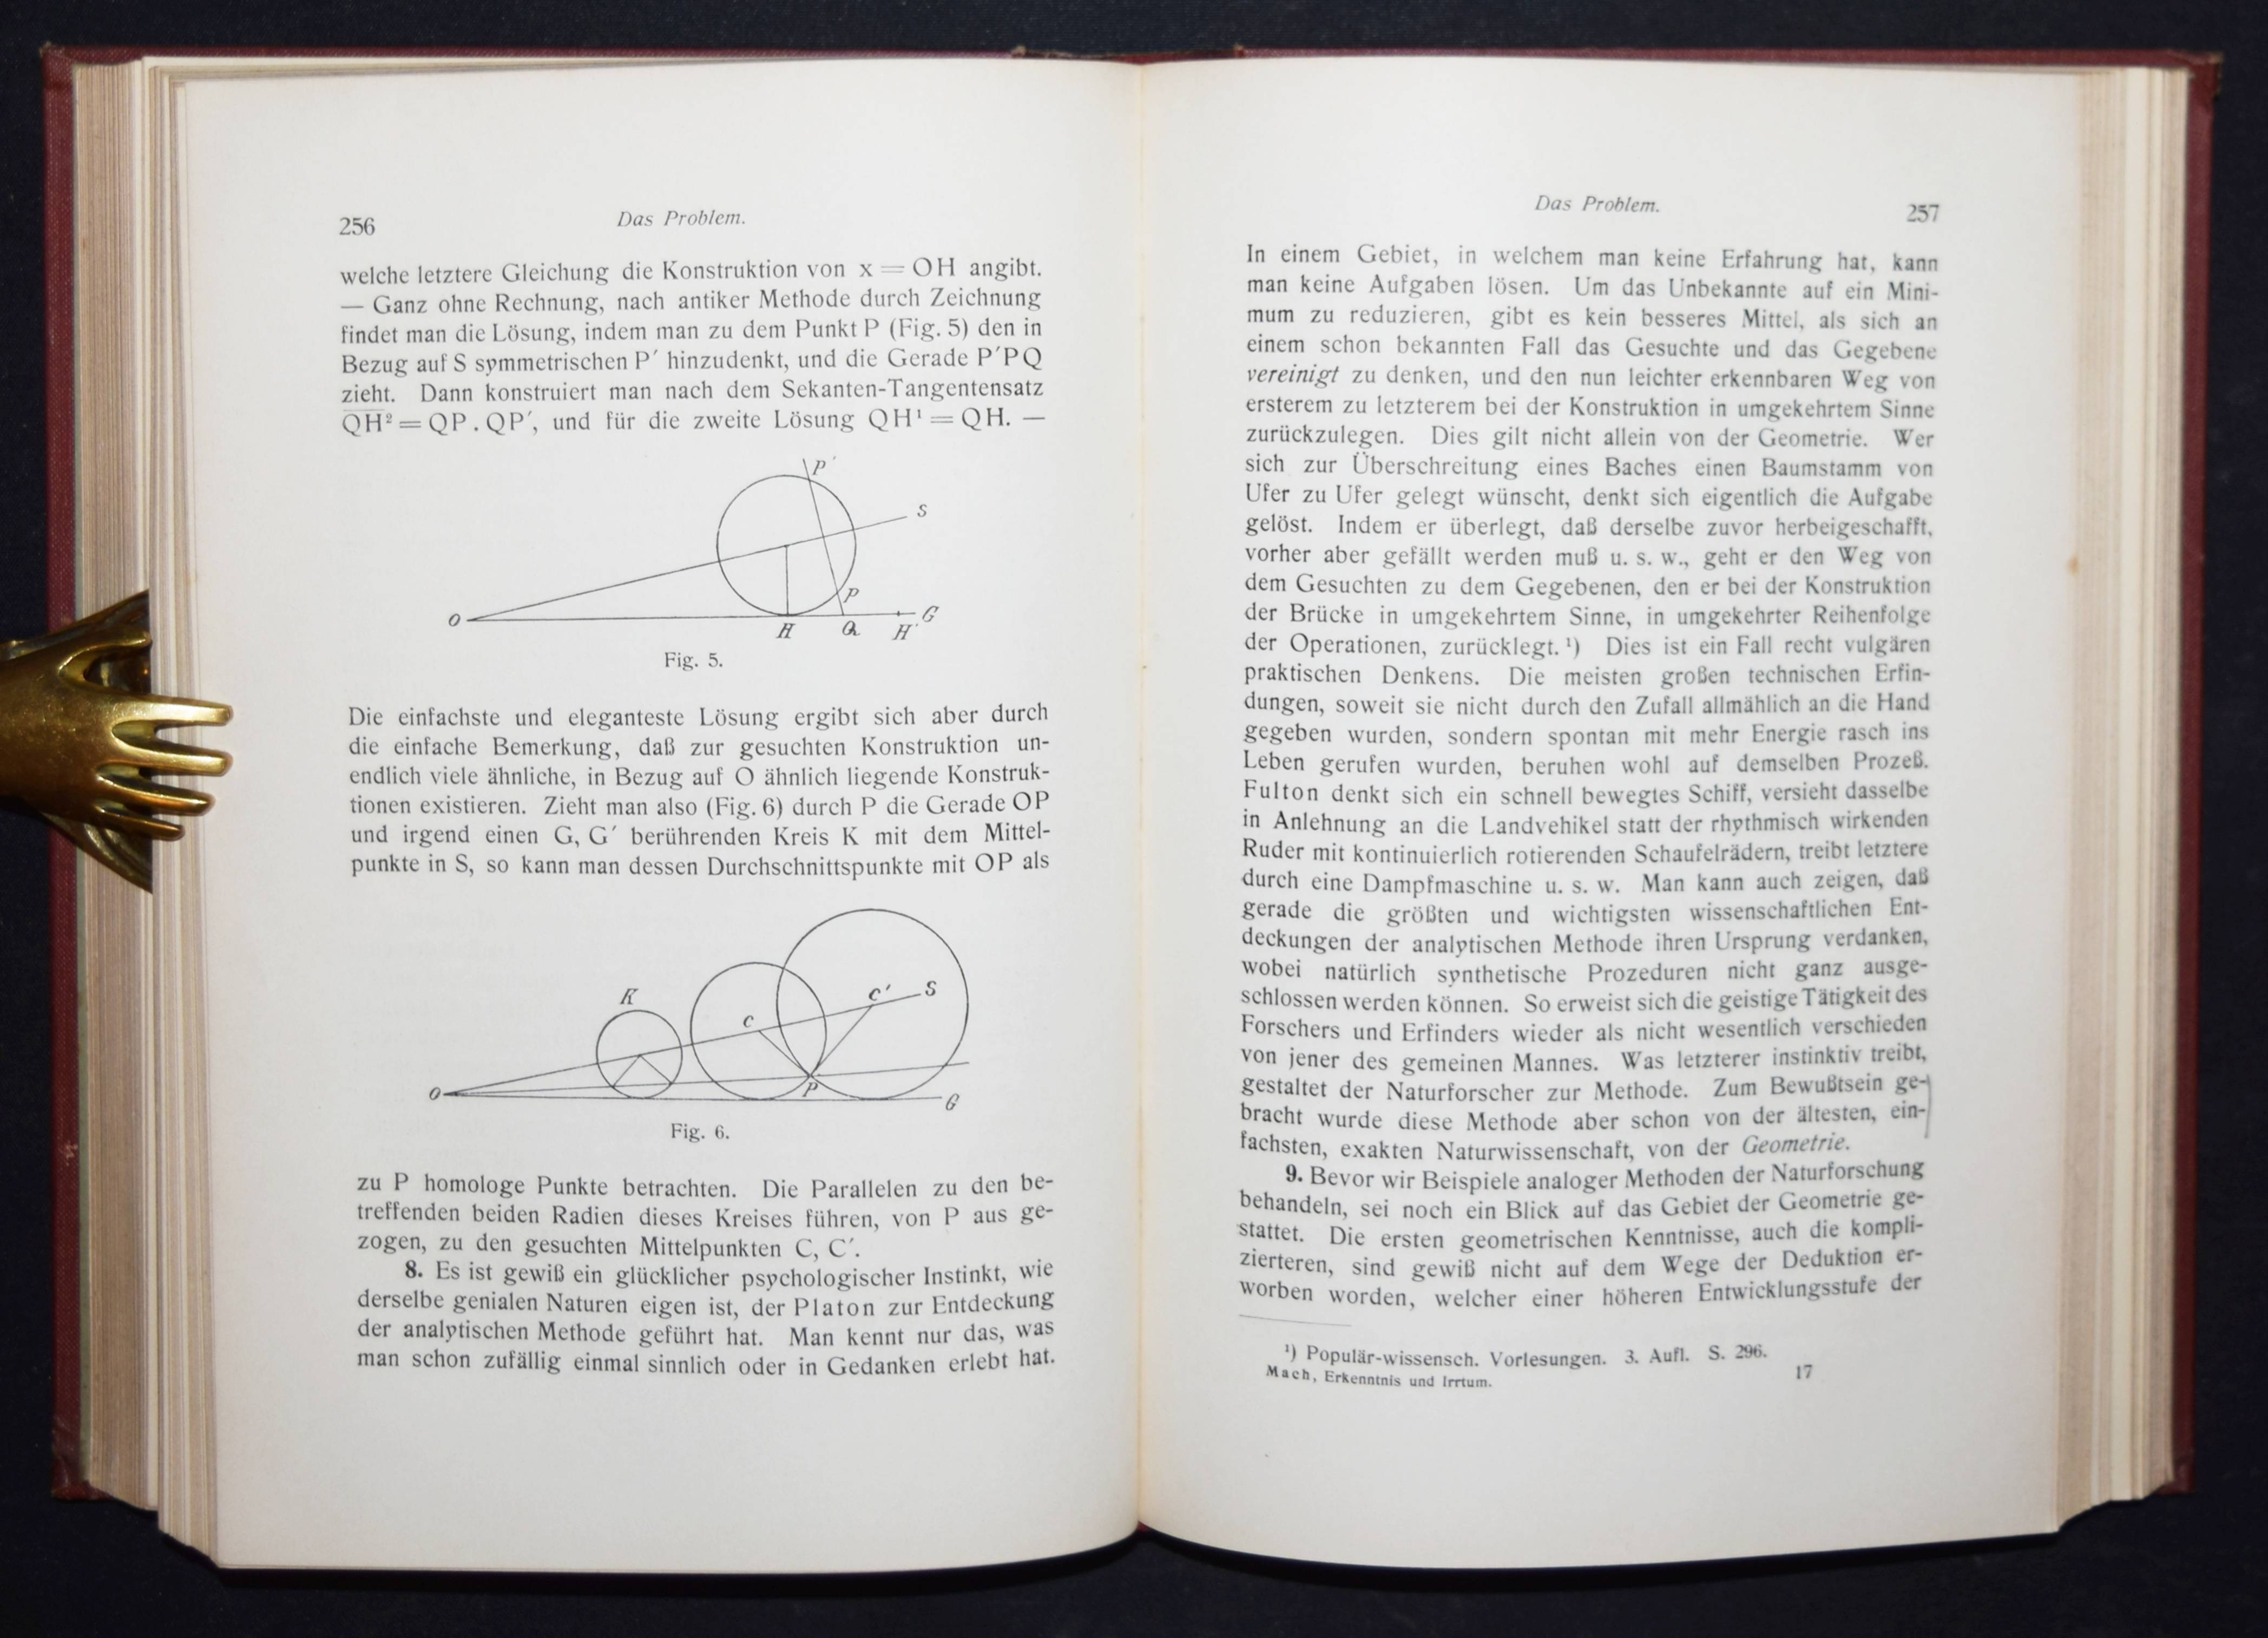 256
Das Problem.
welche letztere Gleichung die Konstruktion von x = OH angibt.
— Ganz ohne Rechnung, nach antiker Methode durch Zeichnung
findet man die Lösung, indem man zu dem Punkt P (Fig. 5) den in
Bezug auf S symmetrischen P′ hinzudenkt, und die Gerade P′PQ
zieht. Dann konstruiert man nach dem Sekanten-Tangentensatz
QH² = QP . QP′, und für die zweite Lösung QH¹ = QH. —
P′
S
P
O
H
Q
H′
G
Fig. 5.
Die einfachste und eleganteste Lösung ergibt sich aber durch
die einfache Bemerkung, daß zur gesuchten Konstruktion un-
endlich viele ähnliche, in Bezug auf O ähnlich liegende Konstruk-
tionen existieren. Zieht man also (Fig. 6) durch P die Gerade OP
und irgend einen G, G′ berührenden Kreis K mit dem Mittel-
punkte in S, so kann man dessen Durchschnittspunkte mit OP als
K
C
C′
S
O
P
G
Fig. 6.
zu P homologe Punkte betrachten. Die Parallelen zu den be-
treffenden beiden Radien dieses Kreises führen, von P aus ge-
zogen, zu den gesuchten Mittelpunkten C, C′.
8. Es ist gewiß ein glücklicher psychologischer Instinkt, wie
derselbe genialen Naturen eigen ist, der Platon zur Entdeckung
der analytischen Methode geführt hat. Man kennt nur das, was
man schon zufällig einmal sinnlich oder in Gedanken erlebt hat.
Das Problem.
257
In einem Gebiet, in welchem man keine Erfahrung hat, kann
man keine Aufgaben lösen. Um das Unbekannte auf ein Mini-
mum zu reduzieren, gibt es kein besseres Mittel, als sich an
einem schon bekannten Fall das Gesuchte und das Gegebene
vereinigt zu denken, und den nun leichter erkennbaren Weg von
ersterem zu letzterem bei der Konstruktion in umgekehrtem Sinne
zurückzulegen. Dies gilt nicht allein von der Geometrie. Wer
sich zur Überschreitung eines Baches einen Baumstamm von
Ufer zu Ufer gelegt wünscht, denkt sich eigentlich die Aufgabe
gelöst. Indem er überlegt, daß derselbe zuvor herbeigeschafft,
vorher aber gefällt werden muß u. s. w., geht er den Weg von
dem Gesuchten zu dem Gegebenen, den er bei der Konstruktion
der Brücke in umgekehrtem Sinne, in umgekehrter Reihenfolge
der Operationen, zurücklegt. ¹) Dies ist ein Fall recht vulgären
praktischen Denkens. Die meisten großen technischen Erfin-
dungen, soweit sie nicht durch den Zufall allmählich an die Hand
gegeben wurden, sondern spontan mit mehr Energie rasch ins
Leben gerufen wurden, beruhen wohl auf demselben Prozeß.
Fulton denkt sich ein schnell bewegtes Schiff, versieht dasselbe
in Anlehnung an die Landvehikel statt der rhythmisch wirkenden
Ruder mit kontinuierlich rotierenden Schaufelrädern, treibt letztere
durch eine Dampfmaschine u. s. w. Man kann auch zeigen, daß
gerade die größten und wichtigsten wissenschaftlichen Ent-
deckungen der analytischen Methode ihren Ursprung verdanken,
wobei natürlich synthetische Prozeduren nicht ganz ausge-
schlossen werden können. So erweist sich die geistige Tätigkeit des
Forschers und Erfinders wieder als nicht wesentlich verschieden
von jener des gemeinen Mannes. Was letzterer instinktiv treibt,
gestaltet der Naturforscher zur Methode. Zum Bewußtsein ge-
bracht wurde diese Methode aber schon von der ältesten, ein-
fachsten, exakten Naturwissenschaft, von der Geometrie.
9. Bevor wir Beispiele analoger Methoden der Naturforschung
behandeln, sei noch ein Blick auf das Gebiet der Geometrie ge-
stattet. Die ersten geometrischen Kenntnisse, auch die kompli-
zierteren, sind gewiß nicht auf dem Wege der Deduktion er-
worben worden, welcher einer höheren Entwicklungsstufe der
¹) Populär-wissensch. Vorlesungen. 3. Aufl. S. 296.
Mach, Erkenntnis und Irrtum.
17